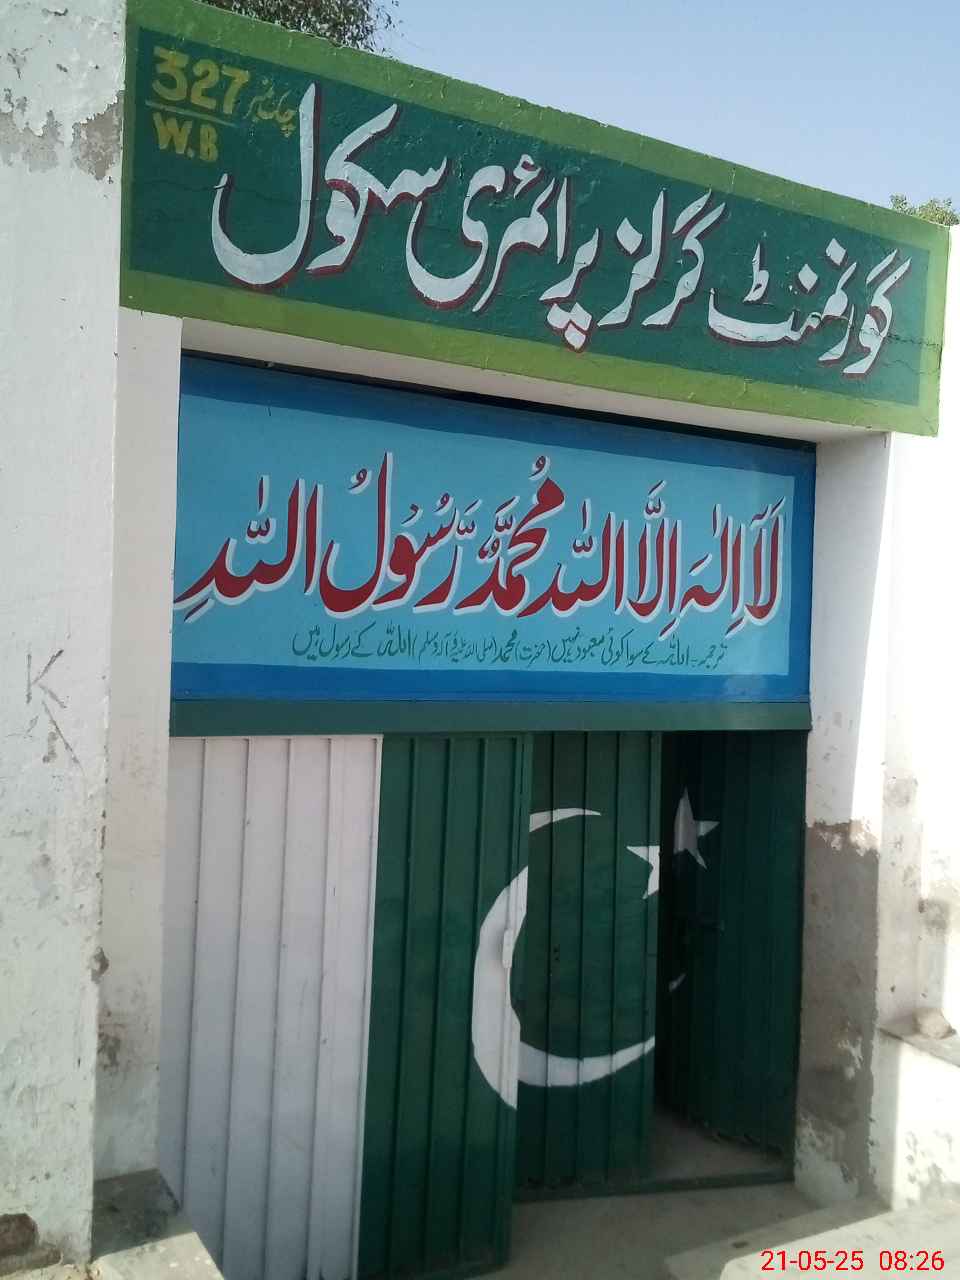 چک نمبر 327
W.B
گورنمنٹ گرلز پرائمری سکول
لَآ اِلٰہَ اِلَّا اللّٰہُ مُحَمَّدٌ رَّسُوْلُ اللّٰہِ
ترجمہ۔ اللہ کے سوا کوئی معبود نہیں (حضرت) محمد (صلی اللہ علیہ وآلہ وسلم) اللہ کے رسول ہیں
K
21-05-25 08:26